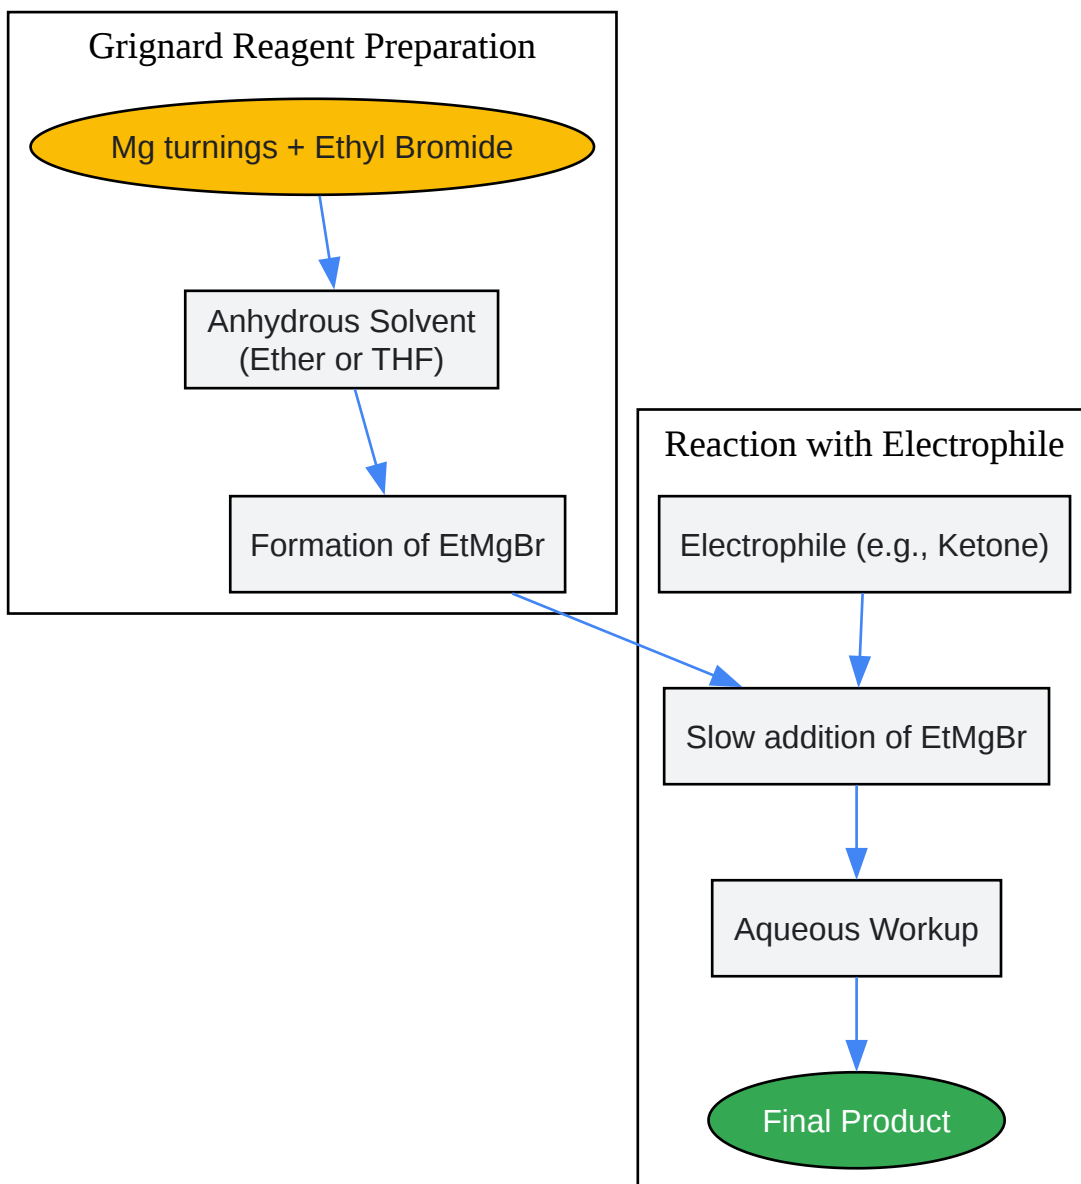 Grignard Reagent Preparation
Mg turnings + Ethyl Bromide
Anhydrous Solvent
(Ether or THF)
Formation of EtMgBr
Reaction with Electrophile
Electrophile (e.g., Ketone)
Slow addition of EtMgBr
Aqueous Workup
Final Product